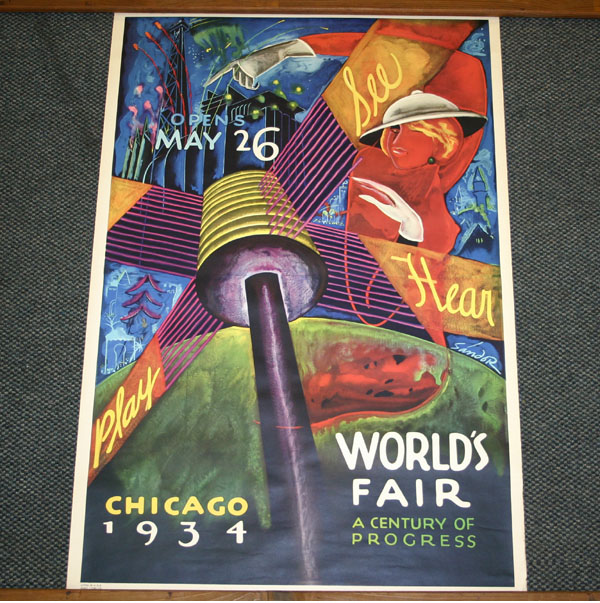 See
OPENS
MAY 26
Hear
Sandor
Play
WORLD'S
FAIR
CHICAGO
1934
A CENTURY OF
PROGRESS